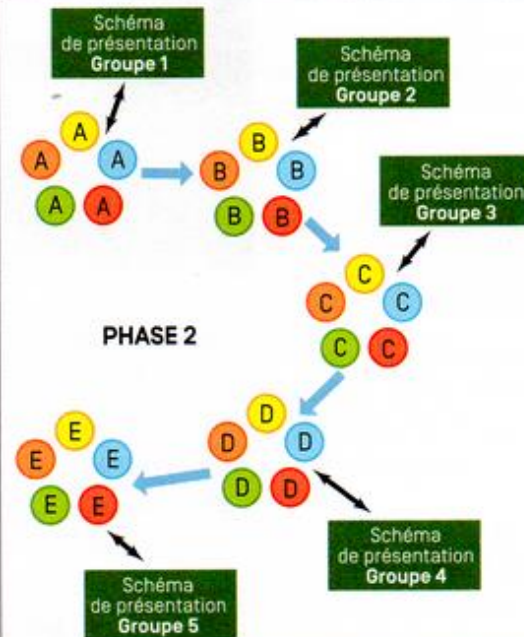 Schéma
de présentation
Groupe 1
Schéma
de présentation
Groupe 2
A
A
A
A
A
B
B
B
B
B
Schéma
de présentation
Groupe 3
C
C
C
C
C
PHASE 2
D
D
D
D
D
E
E
E
E
E
Schéma
de présentation
Groupe 4
Schéma
de présentation
Groupe 5